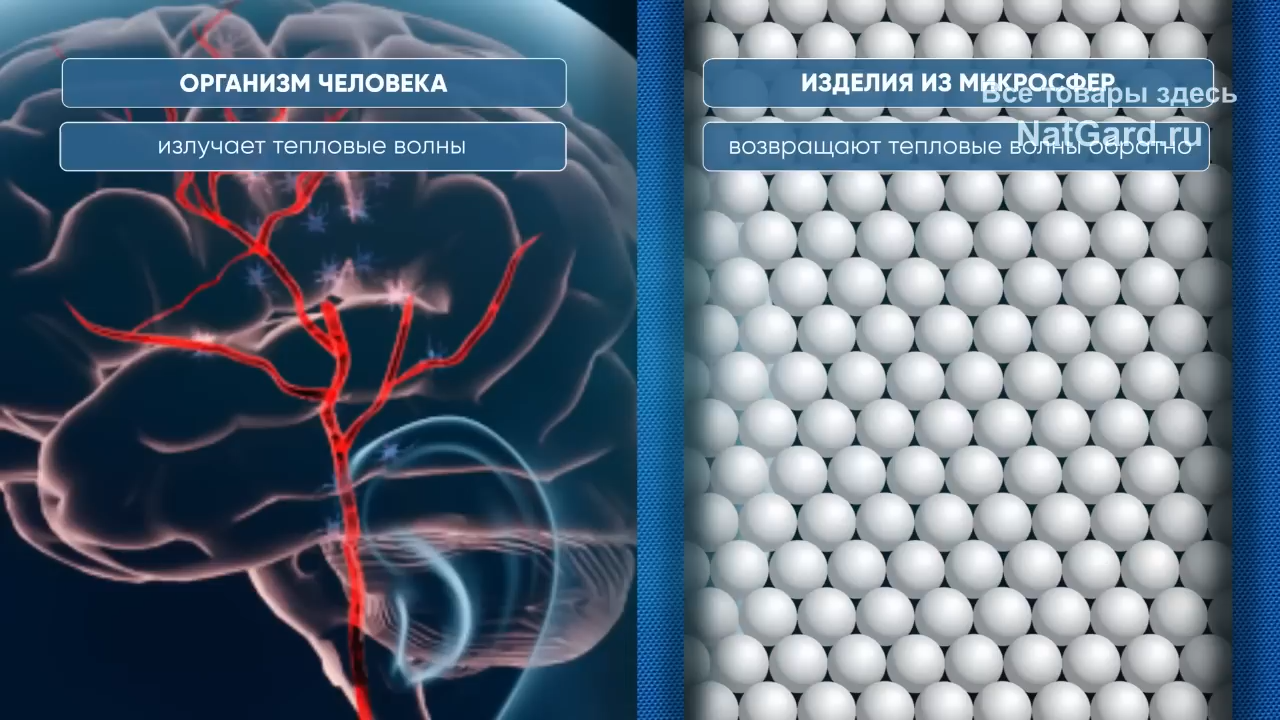 ОРГАНИЗМ ЧЕЛОВЕКА
излучает тепловые волны
ИЗДЕЛИЯ ИЗ МИКРОСФЕР
возвращают тепловые волны обратно
Все товары здесь
NatGard.ru